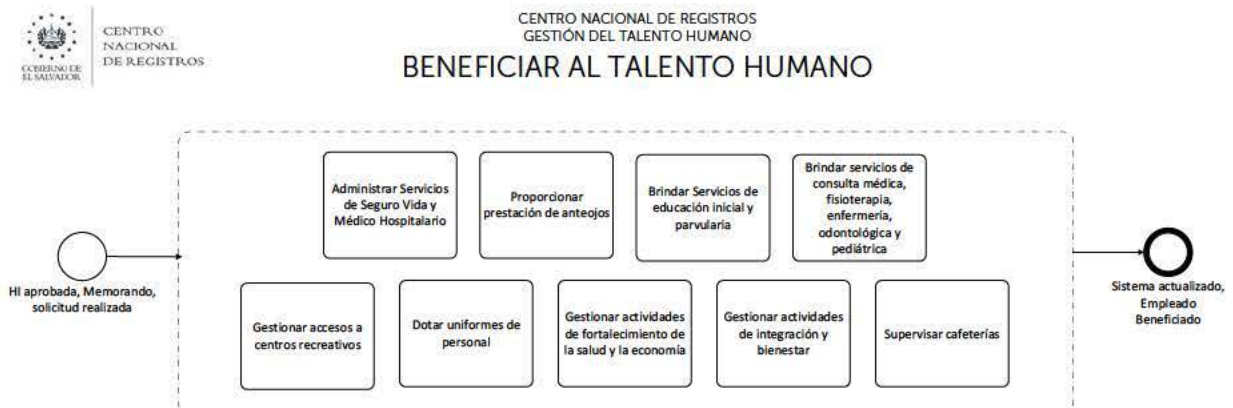 GOBIERNO DE
EL SALVADOR
CENTRO
NACIONAL
DE REGISTROS
CENTRO NACIONAL DE REGISTROS
GESTIÓN DEL TALENTO HUMANO
BENEFICIAR AL TALENTO HUMANO
HI aprobada, Memorando,
solicitud realizada
Administrar Servicios
de Seguro Vida y
Médico Hospitalario
Proporcionar
prestación de anteojos
Brindar Servicios de
educación inicial y
parvularia
Brindar servicios de
consulta médica,
fisioterapia,
enfermería,
odontológica y
pediátrica
Gestionar accesos a
centros recreativos
Dotar uniformes de
personal
Gestionar actividades
de fortalecimiento de
la salud y la economía
Gestionar actividades
de integración y
bienestar
Supervisar cafeterías
Sistema actualizado,
Empleado
Beneficiado